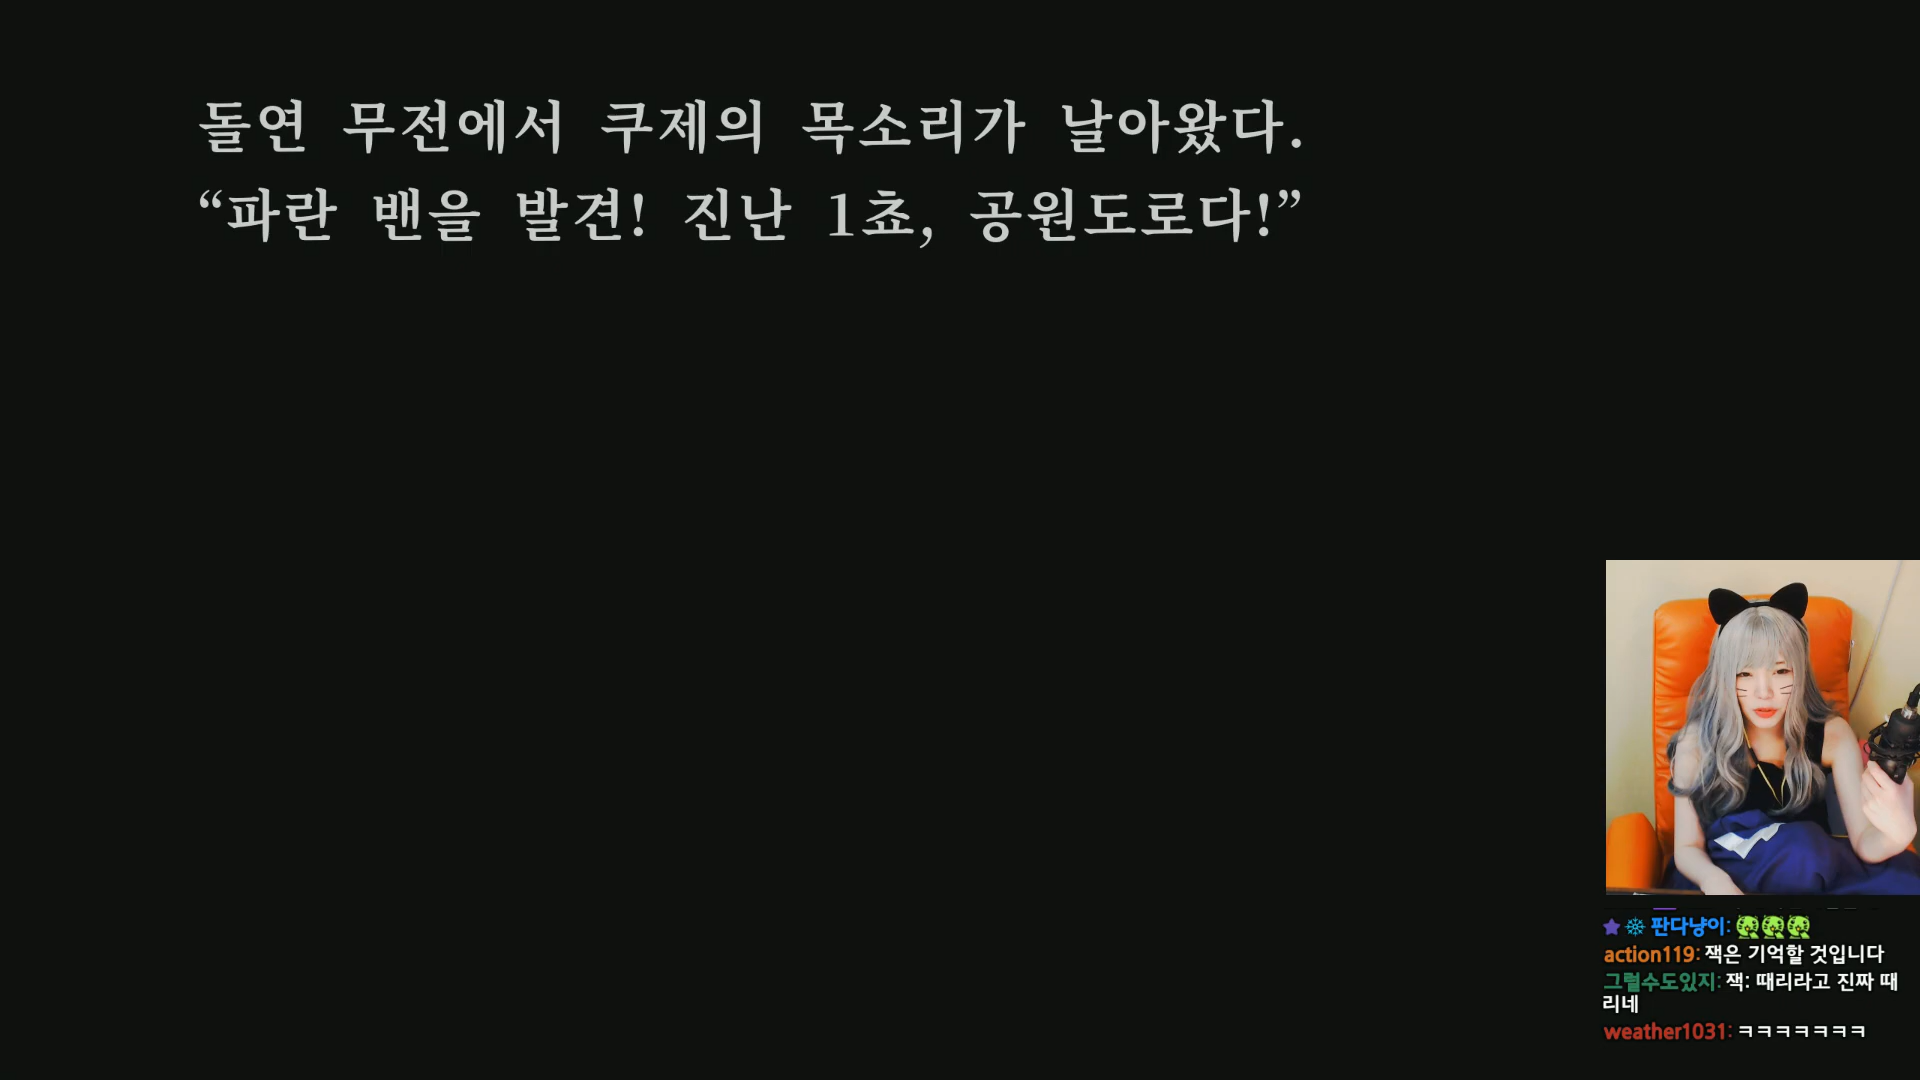 돌연 무전에서 쿠제의 목소리가 날아왔다.
“파란 밴을 발견! 진난 1쵸, 공원도로다!”
판다냥이:
action119: 잭은 기억할 것입니다
그럴수도있지: 잭: 때리라고 진짜 때
리네
weather1031: ㅋㅋㅋㅋㅋㅋㅋ